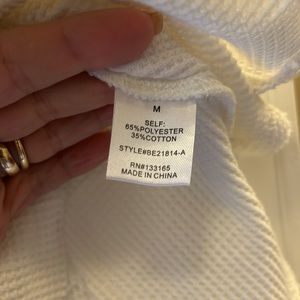 M
SELF:
65%POLYESTER
35%COTTON
STYLE#BE21814-A
RN#133165
MADE IN CHINA